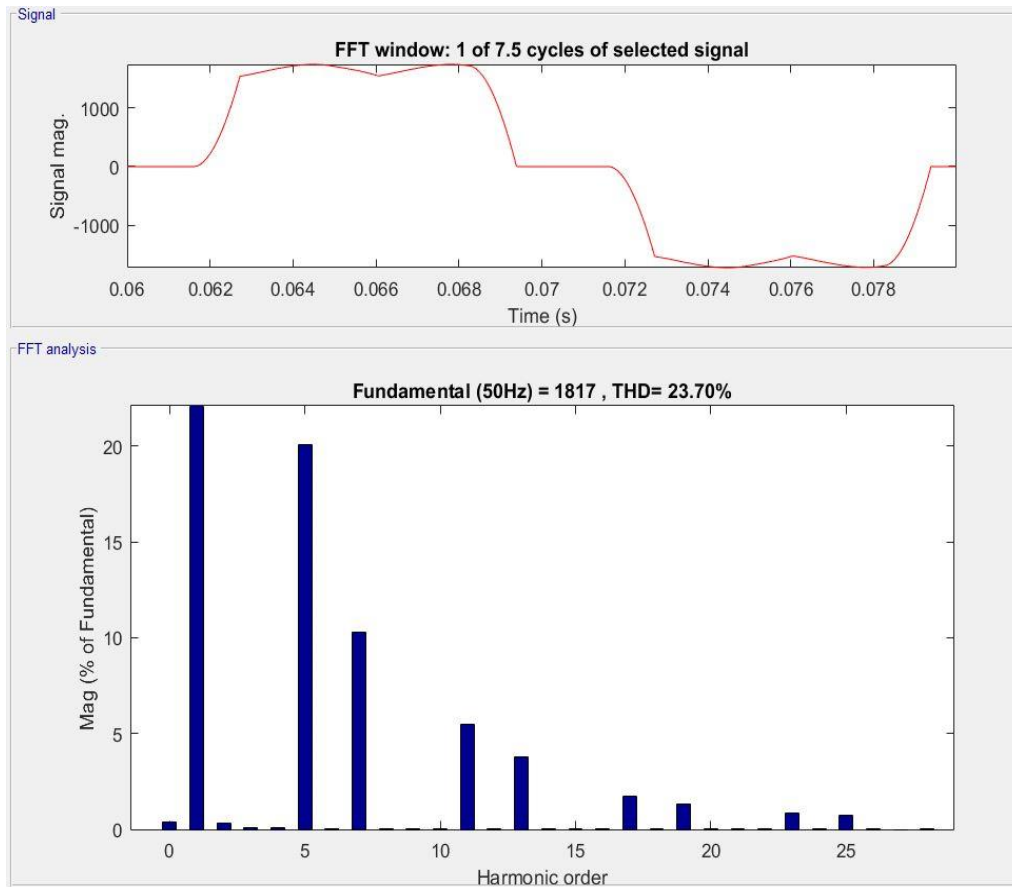 Signal
FFT window: 1 of 7.5 cycles of selected signal
Signal mag.
1000
0
-1000
0.06 0.062 0.064 0.066 0.068 0.07 0.072 0.074 0.076 0.078
Time (s)
FFT analysis
Fundamental (50Hz) = 1817 , THD= 23.70%
Mag (% of Fundamental)
20
15
10
5
0
0 5 10 15 20 25
Harmonic order